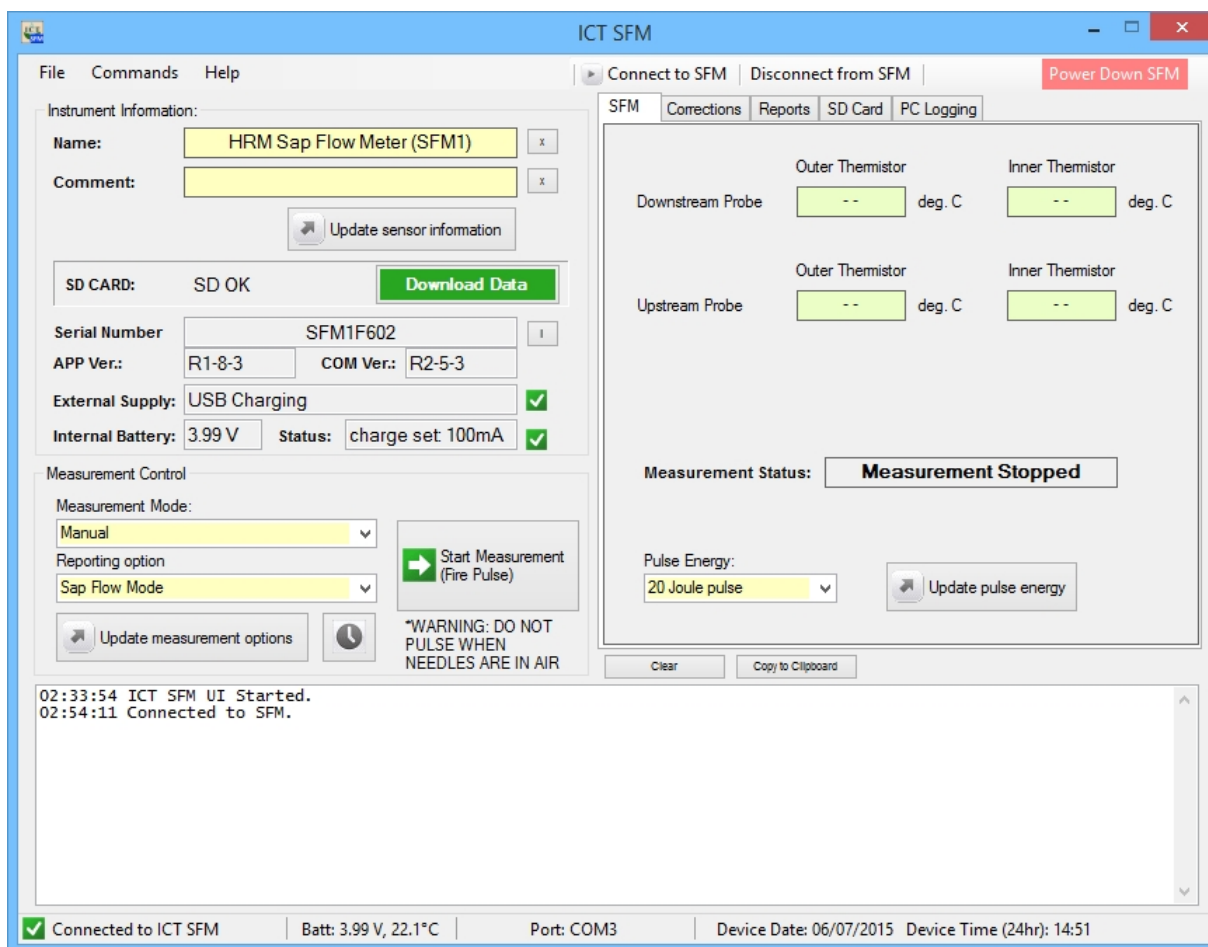 ICT SFM
File Commands Help Connect to SFM Disconnect from SFM Power Down SFM
Instrument Information:
Name: HRM Sap Flow Meter (SFM1) x
Comment: x
Update sensor information
SD CARD: SD OK Download Data
Serial Number SFM1F602 I
APP Ver.: R1-8-3 COM Ver.: R2-5-3
External Supply: USB Charging
Internal Battery: 3.99 V Status: charge set: 100mA
Measurement Control
Measurement Mode:
Manual
Reporting option
Sap Flow Mode
Start Measurement
(Fire Pulse)
Update measurement options
*WARNING: DO NOT
PULSE WHEN
NEEDLES ARE IN AIR
SFM Corrections Reports SD Card PC Logging
Outer Thermistor Inner Thermistor
Downstream Probe -- deg. C -- deg. C
Outer Thermistor Inner Thermistor
Upstream Probe -- deg. C -- deg. C
Measurement Status: Measurement Stopped
Pulse Energy:
20 Joule pulse Update pulse energy
Clear Copy to Clipboard
02:33:54 ICT SFM UI Started.
02:54:11 Connected to SFM.
Connected to ICT SFM Batt: 3.99 V, 22.1°C Port: COM3 Device Date: 06/07/2015 Device Time (24hr): 14:51